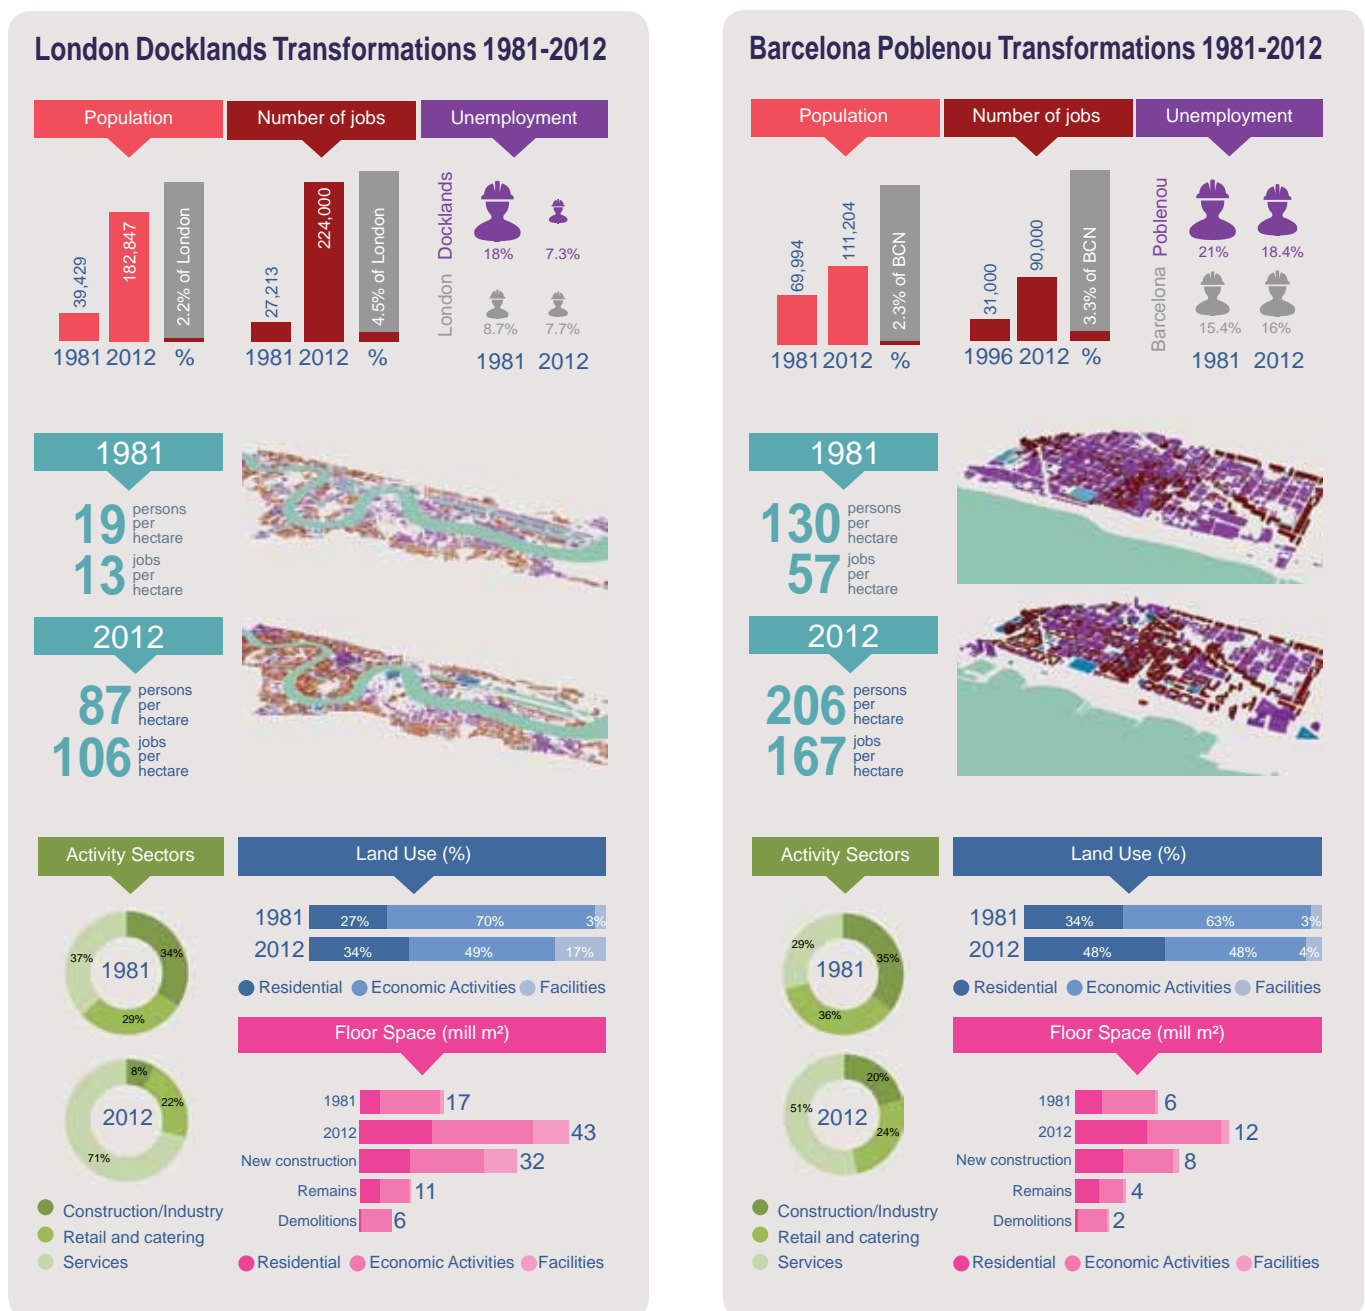 London Docklands Transformations 1981-2012
Population
Number of jobs
Unemployment
39,429
182,847
2.2% of London
1981 2012 %
27,213
224,000
4.5% of London
1981 2012 %
Docklands
18% 7.3%
London
8.7% 7.7%
1981 2012
1981
19 persons
per
hectare
13 jobs
per
hectare
2012
87 persons
per
hectare
106 jobs
per
hectare
Activity Sectors
34%
37%
1981
29%
8%
22%
2012
71%
Construction/Industry
Retail and catering
Services
Land Use (%)
1981 27% 70% 3%
2012 34% 49% 17%
Residential Economic Activities Facilities
Floor Space (mill m²)
1981 17
2012 43
New construction 32
Remains 11
Demolitions 6
Residential Economic Activities Facilities
Barcelona Poblenou Transformations 1981-2012
Population
Number of jobs
Unemployment
69,994
111,204
2.3% of BCN
1981 2012 %
31,000
90,000
3.3% of BCN
1996 2012 %
Poblenou
21% 18.4%
Barcelona
15.4% 16%
1981 2012
1981
130 persons
per
hectare
57 jobs
per
hectare
2012
206 persons
per
hectare
167 jobs
per
hectare
Activity Sectors
29%
35%
1981
36%
20%
51%
2012
24%
Construction/Industry
Retail and catering
Services
Land Use (%)
1981 34% 63% 3%
2012 48% 48% 4%
Residential Economic Activities Facilities
Floor Space (mill m²)
1981 6
2012 12
New construction 8
Remains 4
Demolitions 2
Residential Economic Activities Facilities